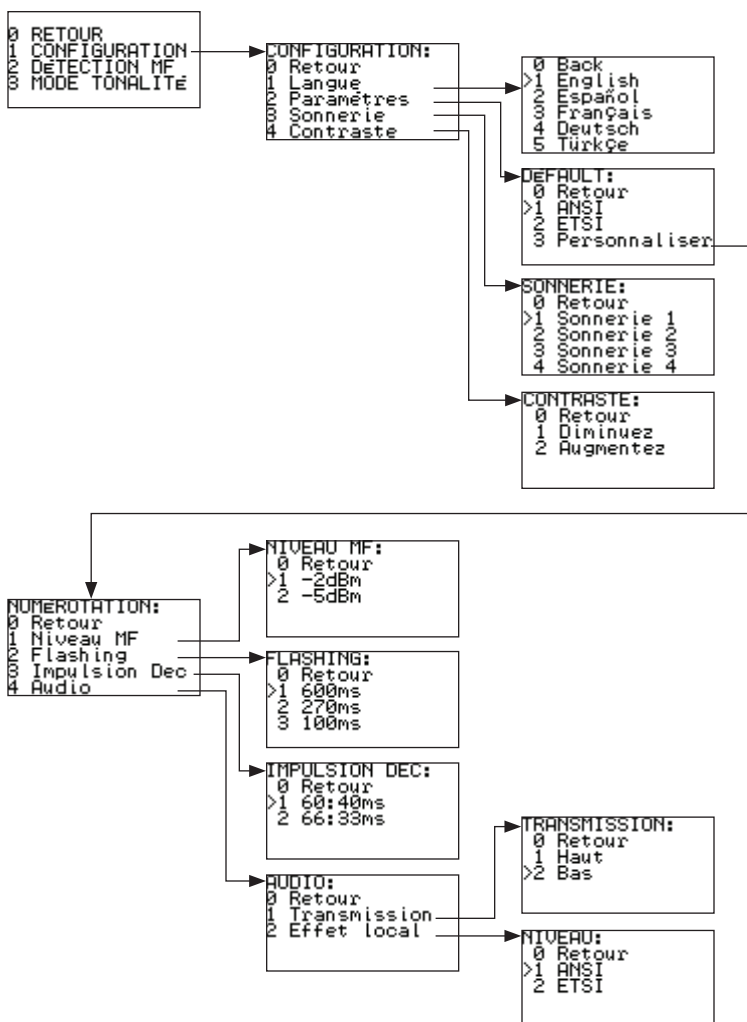 0 RETOUR
1 CONFIGURATION
2 DÉTECTION MF
3 MODE TONALITÉ
CONFIGURATION:
0 Retour
1 Langue
2 Paramétres
3 Sonnerie
4 Contraste
0 Back
>1 English
2 Español
3 Français
4 Deutsch
5 Türkçe
DÉFAULT:
0 Retour
>1 ANSI
2 ETSI
3 Personnaliser
SONNERIE:
0 Retour
>1 Sonnerie 1
2 Sonnerie 2
3 Sonnerie 3
4 Sonnerie 4
CONTRASTE:
0 Retour
1 Diminuez
2 Augmentez
NUMÉROTATION:
0 Retour
1 Niveau MF
2 Flashing
3 Impulsion Dec
4 Audio
NIVEAU MF:
0 Retour
>1 -2dBm
2 -5dBm
FLASHING:
0 Retour
>1 600ms
2 270ms
3 100ms
IMPULSION DEC:
0 Retour
>1 60:40ms
2 66:33ms
AUDIO:
0 Retour
1 Transmission
2 Effet local
TRANSMISSION:
0 Retour
1 Haut
>2 Bas
NIVEAU:
0 Retour
>1 ANSI
2 ETSI